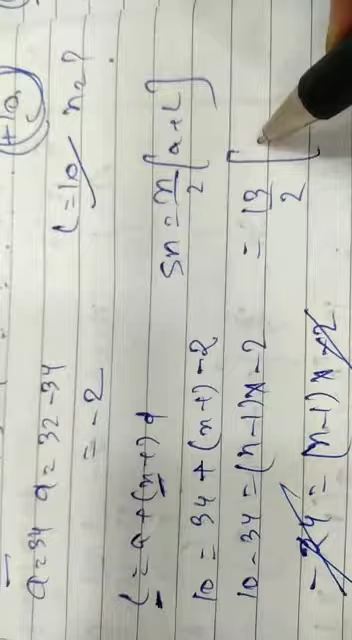 a=34 d=32-34 l=10 n=?
= -2
l = a+(n-1)d
Sn = n/2 [a+l]
10 = 34+(n-1)-2
10-34 = (n-1)x-2
= 13/2 [
-24 = (n-1)x-2